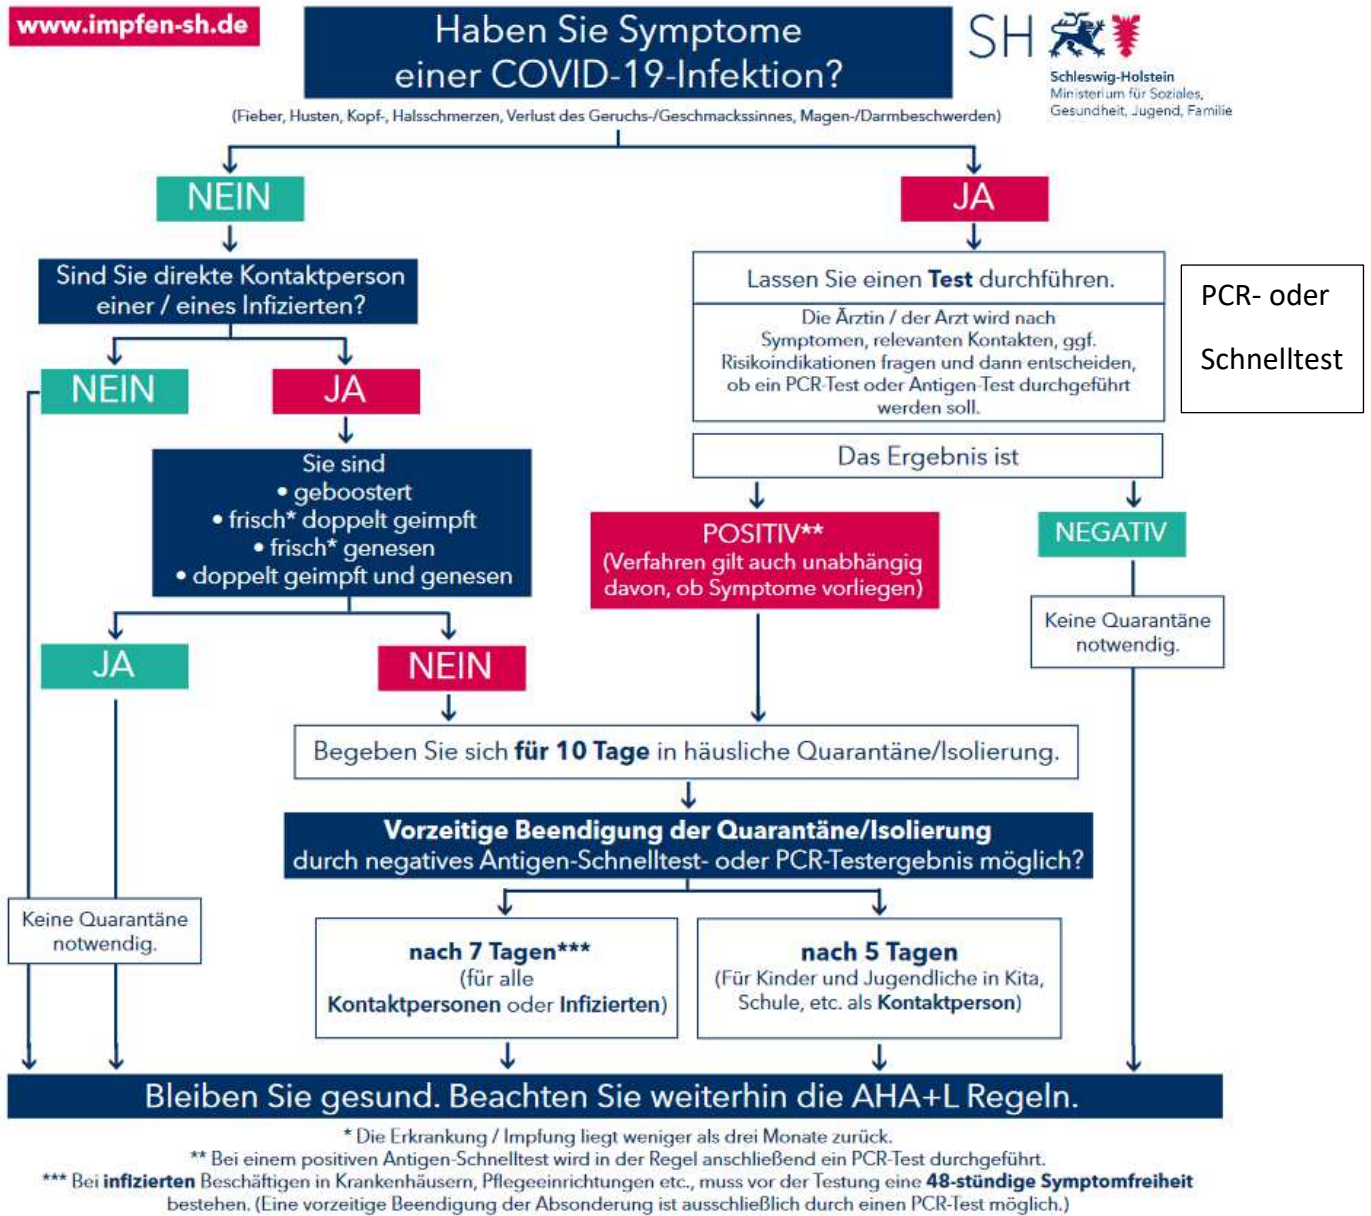 www.impfen-sh.de
Haben Sie Symptome
einer COVID-19-Infektion?
SH
Schleswig-Holstein
Ministerium für Soziales,
Gesundheit, Jugend, Familie
(Fieber, Husten, Kopf-, Halsschmerzen, Verlust des Geruchs-/Geschmackssinnes, Magen-/Darmbeschwerden)
NEIN
JA
Sind Sie direkte Kontaktperson
einer / eines Infizierten?
Lassen Sie einen Test durchführen.
Die Ärztin / der Arzt wird nach
Symptomen, relevanten Kontakten, ggf.
Risikoindikationen fragen und dann entscheiden,
ob ein PCR-Test oder Antigen-Test durchgeführt
werden soll.
PCR- oder
Schnelltest
NEIN
JA
Das Ergebnis ist
Sie sind
• geboostert
• frisch* doppelt geimpft
• frisch* genesen
• doppelt geimpft und genesen
POSITIV**
(Verfahren gilt auch unabhängig
davon, ob Symptome vorliegen)
NEGATIV
Keine Quarantäne
notwendig.
JA
NEIN
Begeben Sie sich für 10 Tage in häusliche Quarantäne/Isolierung.
Vorzeitige Beendigung der Quarantäne/Isolierung
durch negatives Antigen-Schnelltest- oder PCR-Testergebnis möglich?
Keine Quarantäne
notwendig.
nach 7 Tagen***
(für alle
Kontaktpersonen oder Infizierten)
nach 5 Tagen
(Für Kinder und Jugendliche in Kita,
Schule, etc. als Kontaktperson)
Bleiben Sie gesund. Beachten Sie weiterhin die AHA+L Regeln.
* Die Erkrankung / Impfung liegt weniger als drei Monate zurück.
** Bei einem positiven Antigen-Schnelltest wird in der Regel anschließend ein PCR-Test durchgeführt.
*** Bei infizierten Beschäftigen in Krankenhäusern, Pflegeeinrichtungen etc., muss vor der Testung eine 48-stündige Symptomfreiheit
bestehen. (Eine vorzeitige Beendigung der Absonderung ist ausschließlich durch einen PCR-Test möglich.)